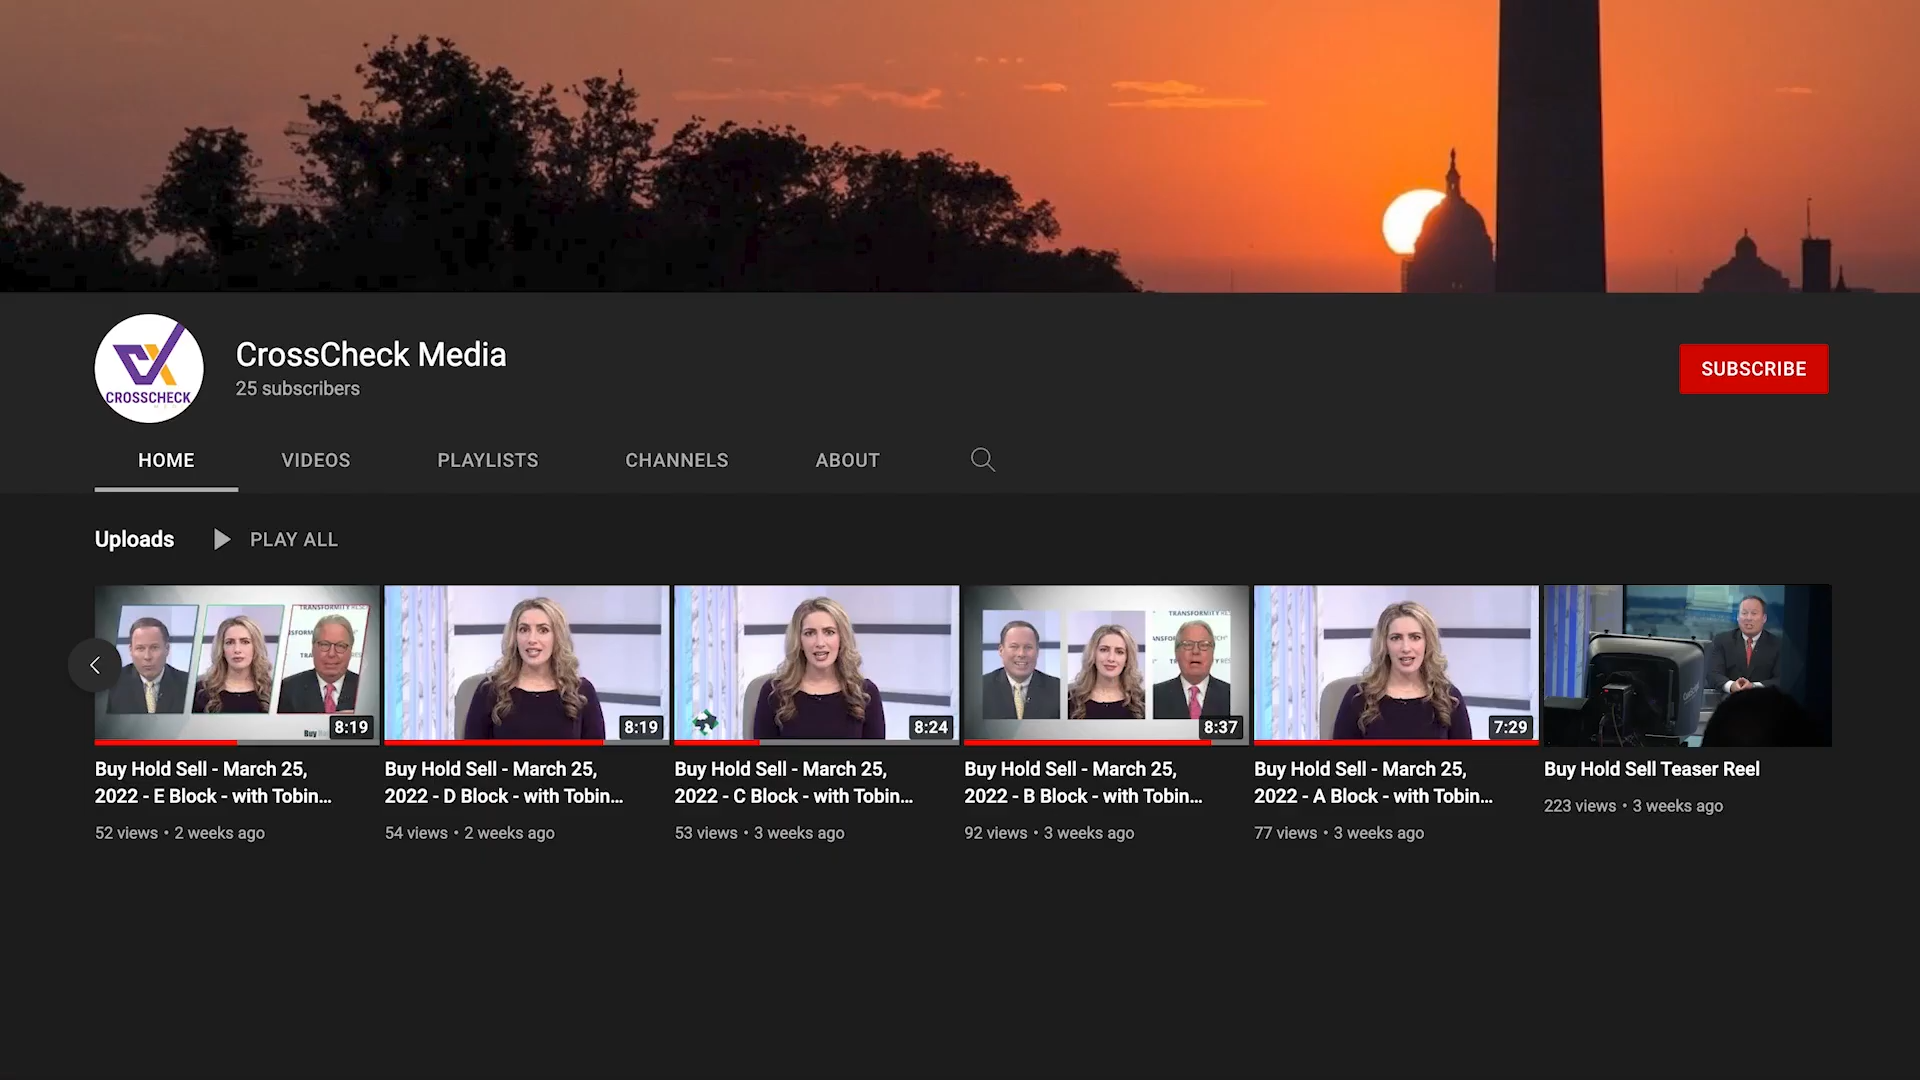 CROSSCHECK
CrossCheck Media
25 subscribers
SUBSCRIBE
HOME
VIDEOS
PLAYLISTS
CHANNELS
ABOUT
Uploads
PLAY ALL
8:19
8:19
8:24
8:37
7:29
Buy Hold Sell - March 25,
2022 - E Block - with Tobin...
52 views • 2 weeks ago
Buy Hold Sell - March 25,
2022 - D Block - with Tobin...
54 views • 2 weeks ago
Buy Hold Sell - March 25,
2022 - C Block - with Tobin...
53 views • 3 weeks ago
Buy Hold Sell - March 25,
2022 - B Block - with Tobin...
92 views • 3 weeks ago
Buy Hold Sell - March 25,
2022 - A Block - with Tobin...
77 views • 3 weeks ago
Buy Hold Sell Teaser Reel
223 views • 3 weeks ago